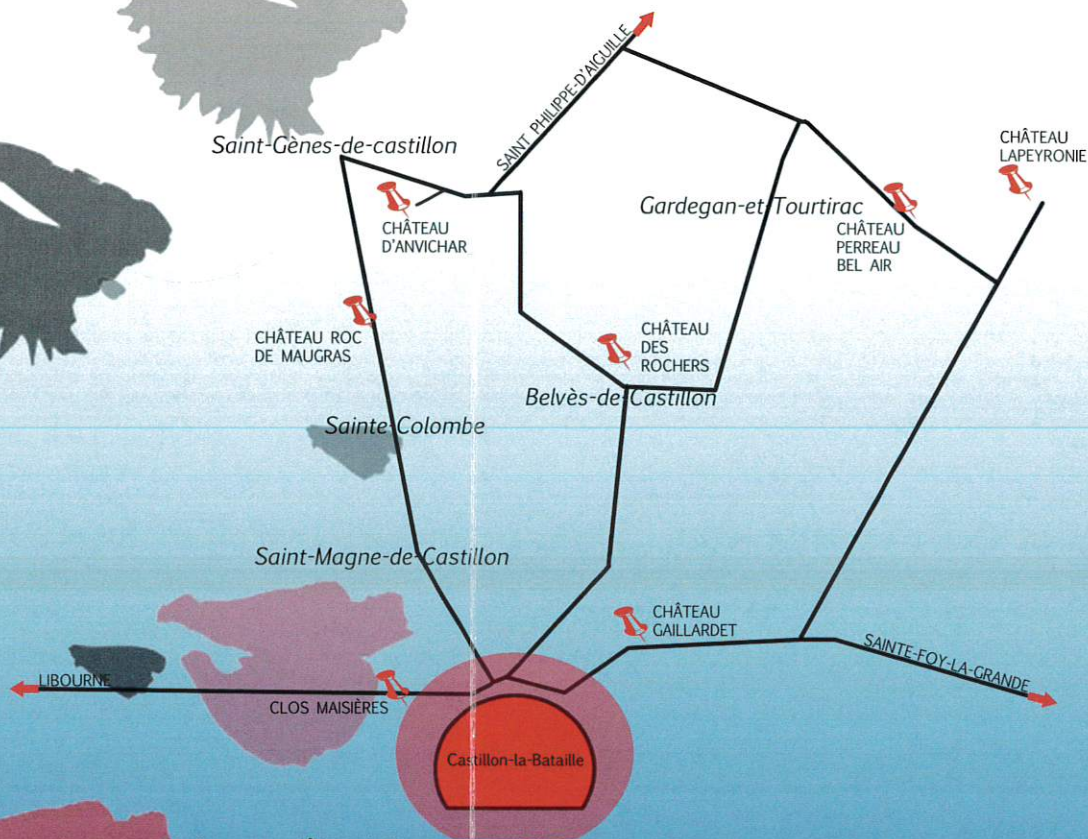 SAINT PHILIPPE-D'AIGUILLE
Saint-Gènes-de-castillon
CHÂTEAU
LAPEYRONIE
CHÂTEAU
D'ANVICHAR
Gardegan-et-Tourtirac
CHÂTEAU
PERREAU
BEL AIR
CHÂTEAU ROC
DE MAUGRAS
CHÂTEAU
DES
ROCHERS
Belvès-de-Castillon
Sainte-Colombe
Saint-Magne-de-Castillon
CHÂTEAU
GAILLARDET
SAINTE-FOY-LA-GRANDE
LIBOURNE
CLOS MAISIÈRES
Castillon-la-Bataille